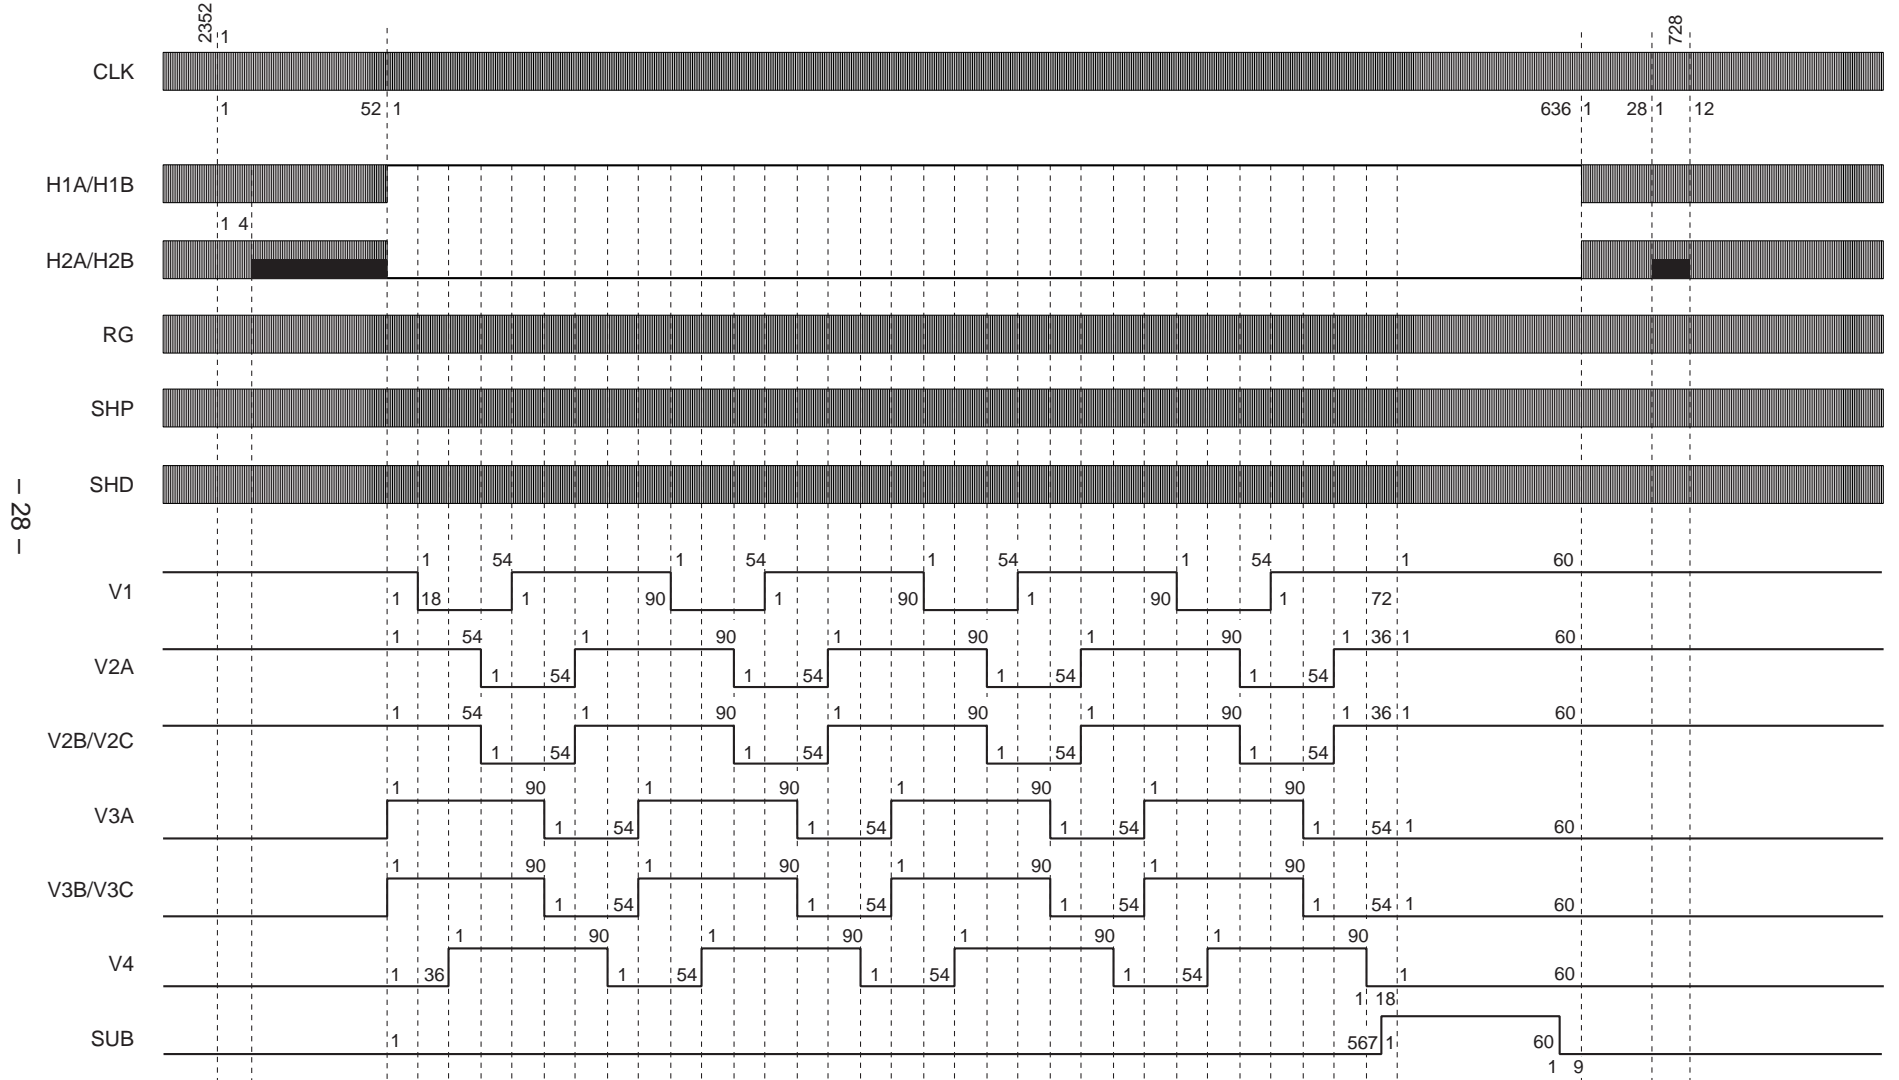 2352 1 728
CLK
1 52 1 636 1 28 1 12
H1A/H1B
1 4
H2A/H2B
RG
SHP
SHD
– 28 –
1 54 1 54 1 54 1 54 1 60
V1
1 18 1 90 1 90 1 90 1 72
1 54 1 90 1 90 1 90 1 36 1 60
V2A
1 54 1 54 1 54 1 54
1 54 1 90 1 90 1 90 1 36 1 60
V2B/V2C
1 54 1 54 1 54 1 54
1 90 1 90 1 90 1 90
V3A
1 54 1 54 1 54 1 54 1 60
1 90 1 90 1 90 1 90
V3B/V3C
1 54 1 54 1 54 1 54 1 60
1 90 1 90 1 90 1 90
V4
1 36 1 54 1 54 1 54 1 60
1 18
SUB
1 567 1 60
1 9